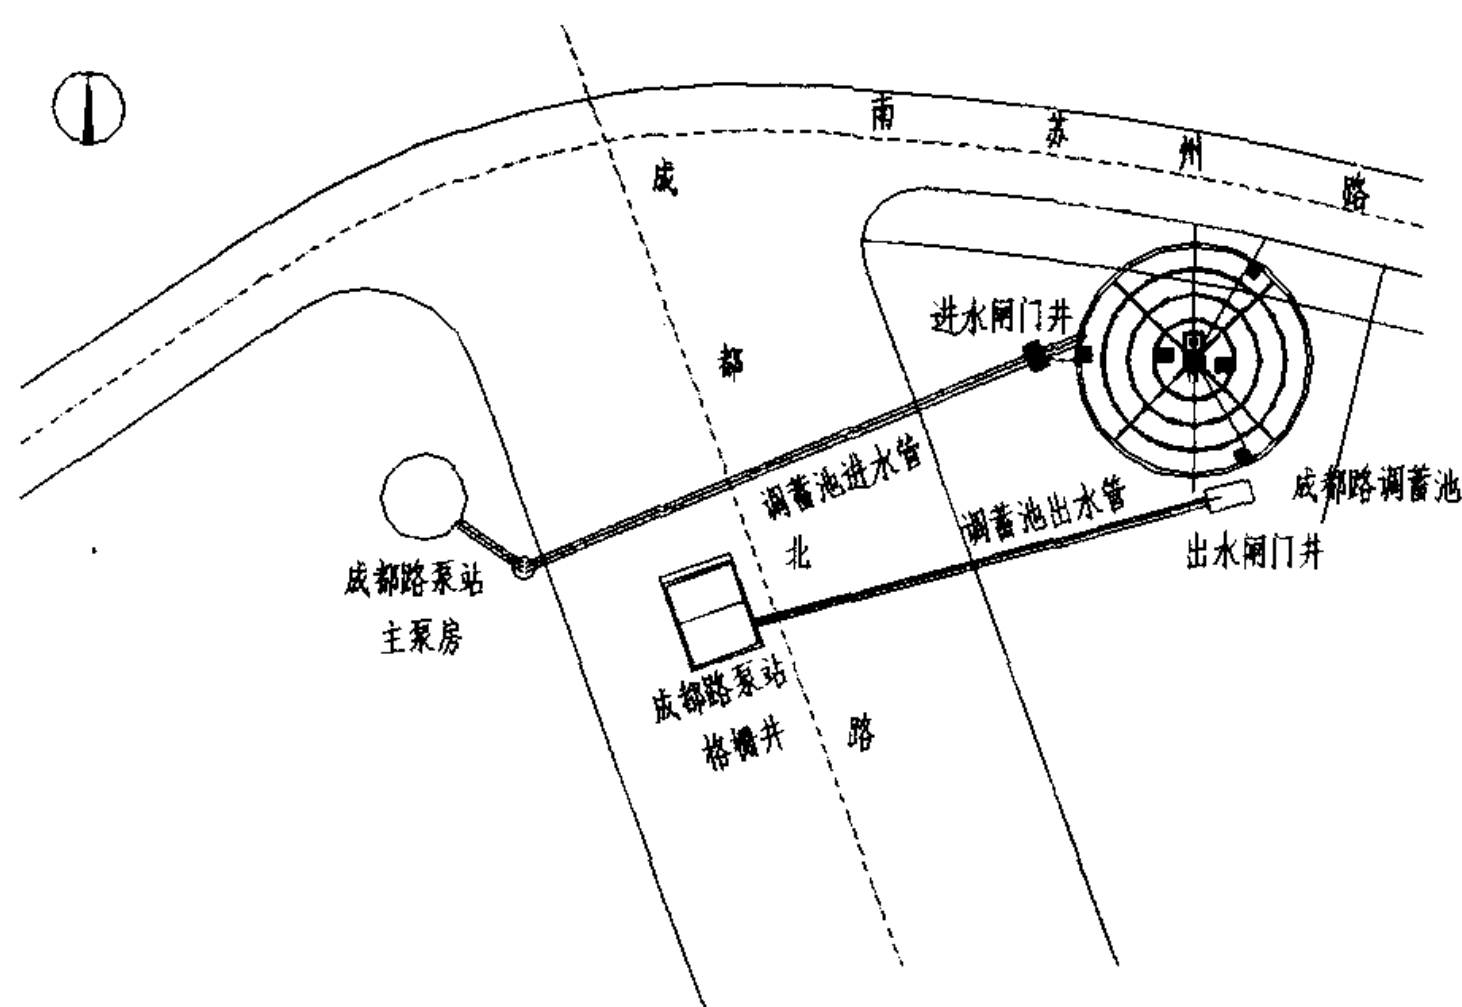 南苏州路
成都北路
进水闸门井
调蓄池进水管
调蓄池出水管
成都路调蓄池
出水闸门井
成都路泵站
主泵房
成都路泵站
格栅井